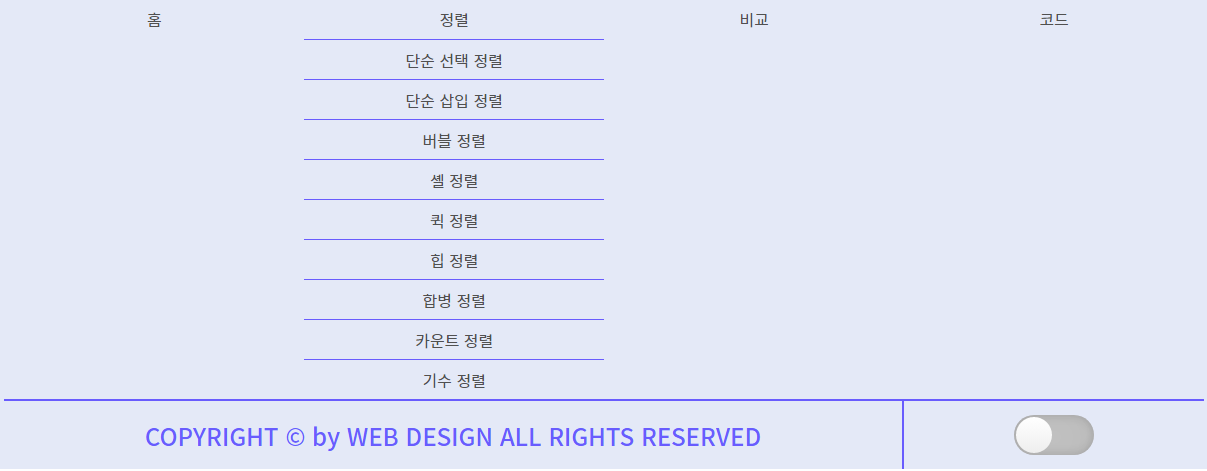 홈 정렬 비교 코드
단순 선택 정렬
단순 삽입 정렬
버블 정렬
셸 정렬
퀵 정렬
힙 정렬
합병 정렬
카운트 정렬
기수 정렬
COPYRIGHT © by WEB DESIGN ALL RIGHTS RESERVED